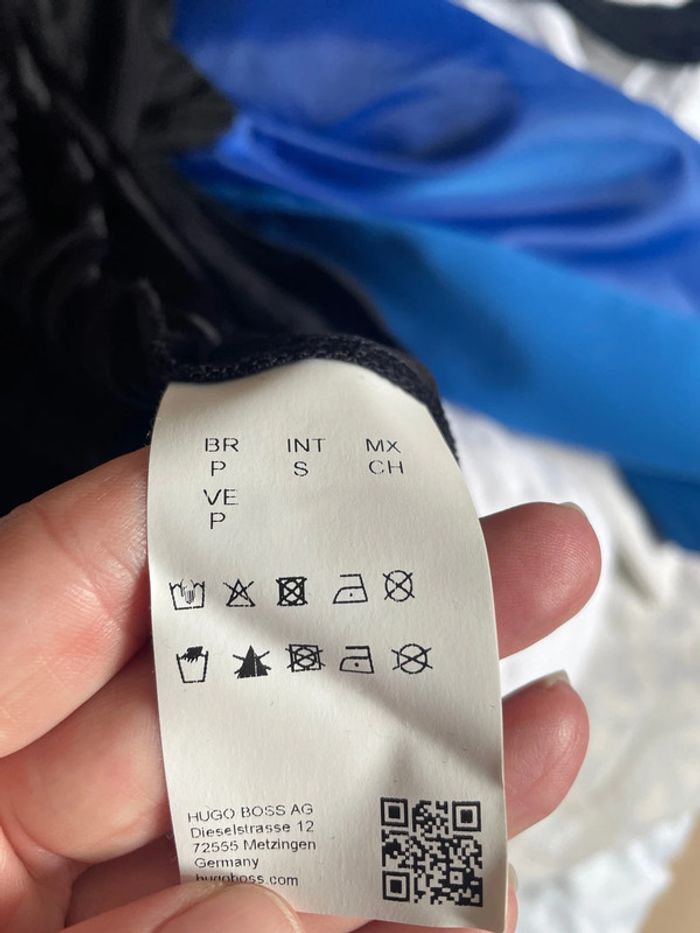 BR INT MX
P S CH
VE
P
HUGO BOSS AG
Dieselstrasse 12
72555 Metzingen
Germany
hugoboss.com